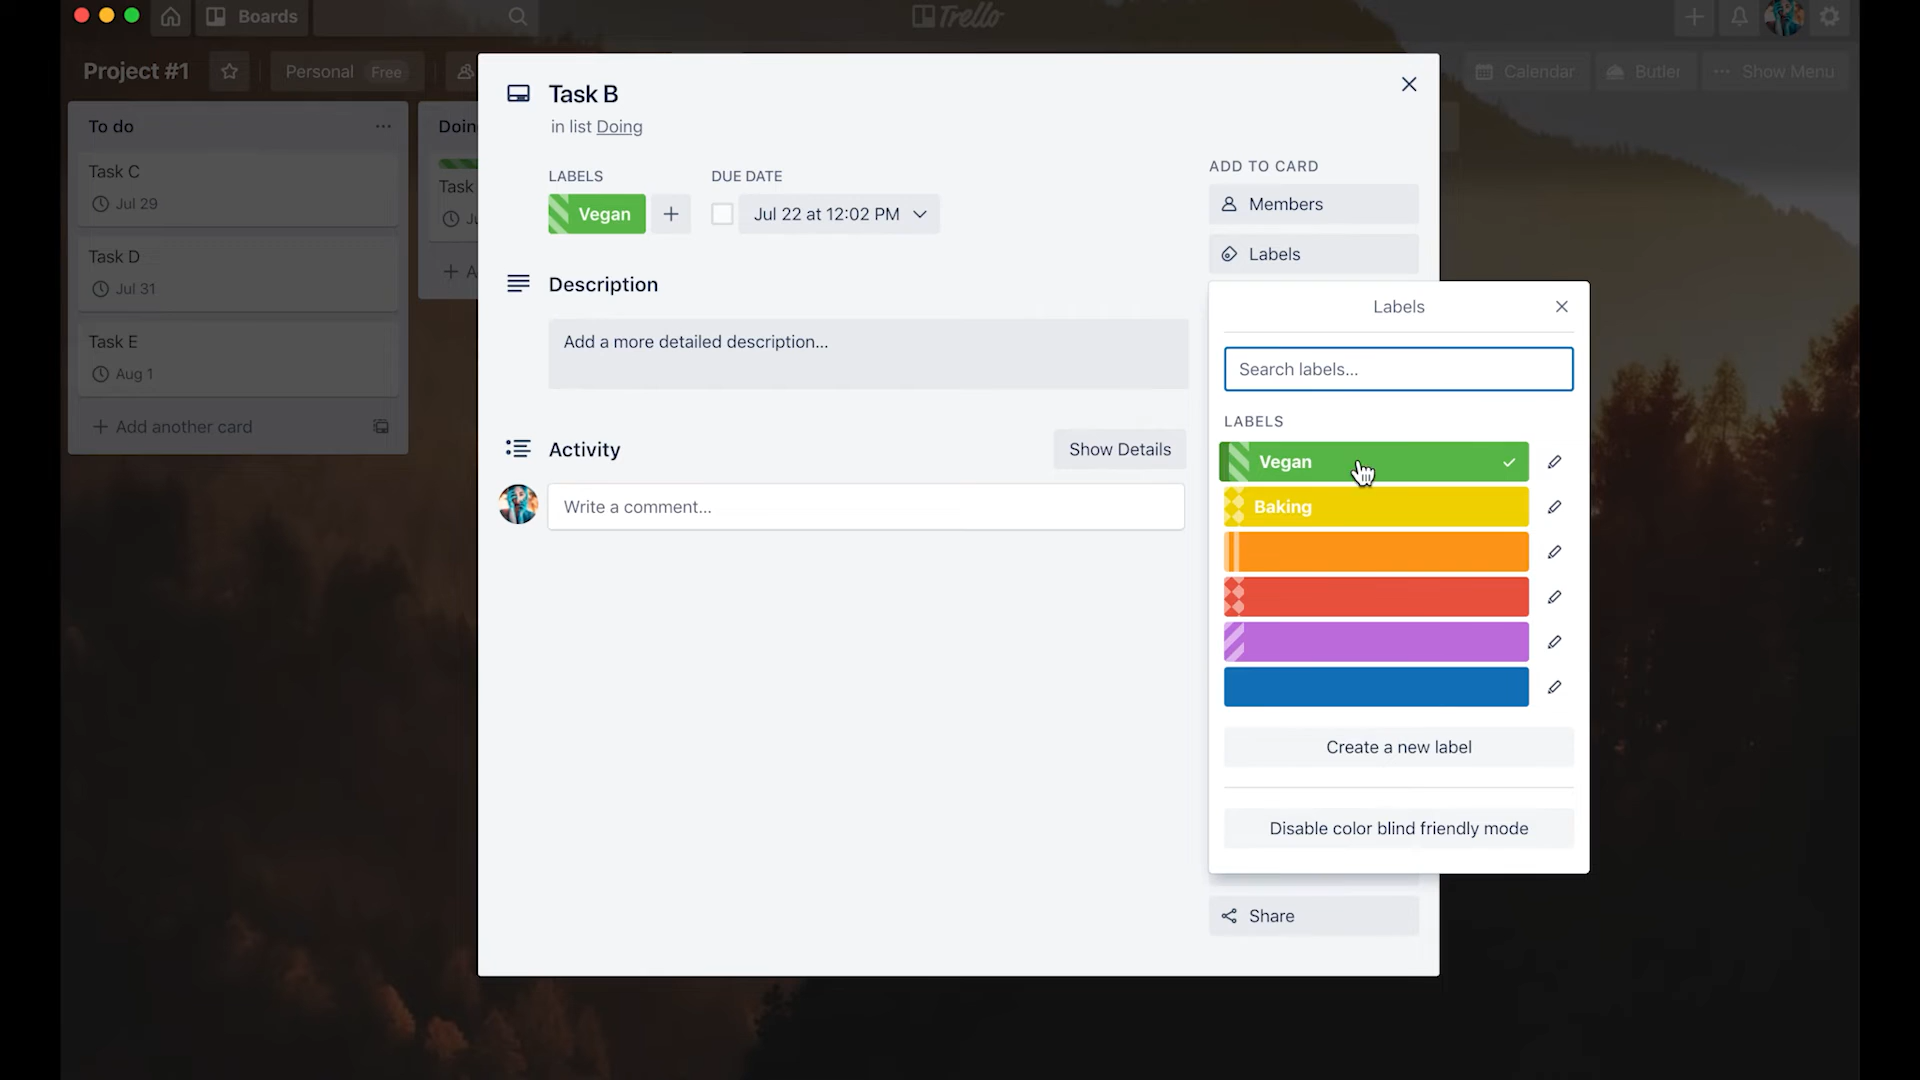 Boards
Trello
Project #1
Personal Free
Calendar
Butler
Show Menu
To do
Task C
Jul 29
Task D
Jul 31
Task E
Aug 1
Add another card
Task
Task B
in list Doing
LABELS
Vegan
DUE DATE
Jul 22 at 12:02 PM
Description
Add a more detailed description...
Activity
Show Details
Write a comment...
ADD TO CARD
Members
Labels
Labels
Search labels...
LABELS
Vegan
Baking
Create a new label
Disable color blind friendly mode
Share